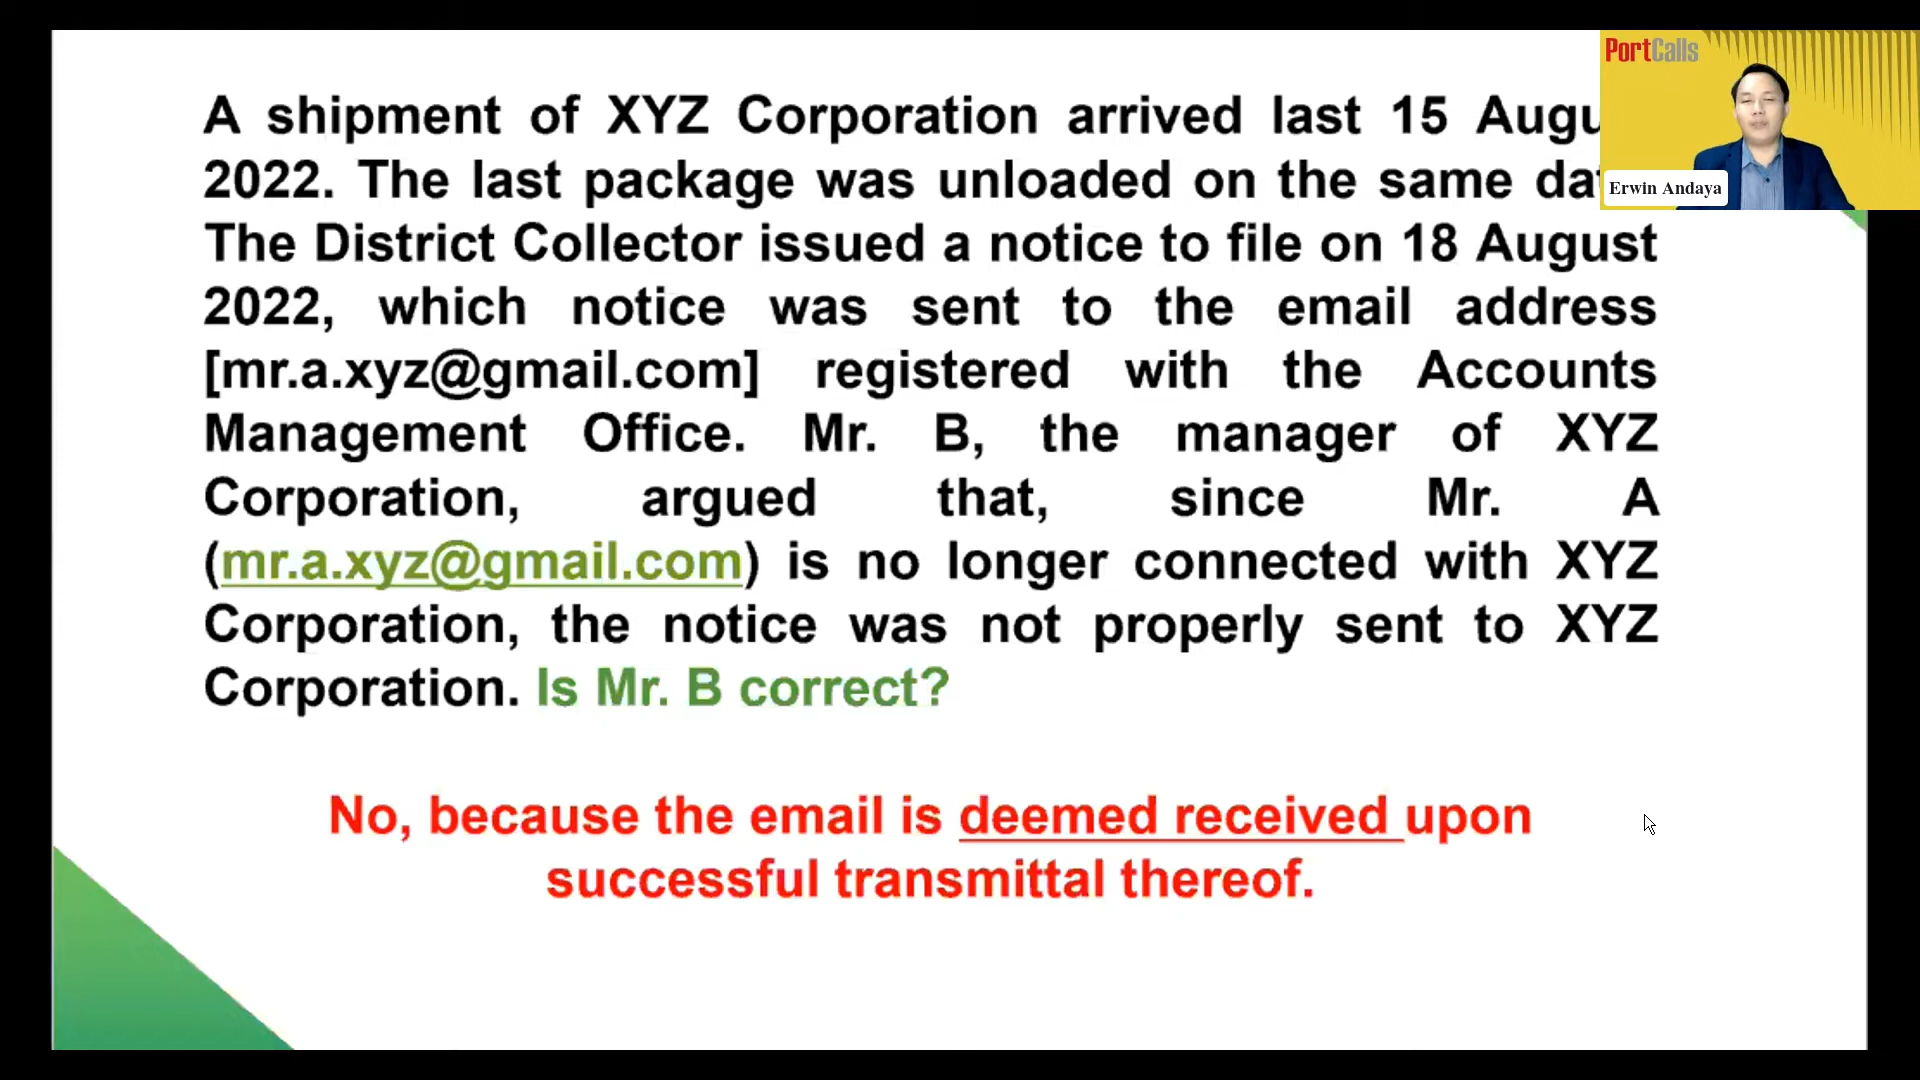 PortCalls
Erwin Andaya
A shipment of XYZ Corporation arrived last 15
2022. The last package was unloaded on the same
The District Collector issued a notice to file on 18 August
2022, which notice was sent to the email address
[mr.a.xyz@gmail.com] registered with the Accounts
Management Office. Mr. B, the manager of XYZ
Corporation, argued that, since Mr. A
(mr.a.xyz@gmail.com) is no longer connected with XYZ
Corporation, the notice was not properly sent to XYZ
Corporation. Is Mr. B correct?
No, because the email is deemed received upon
successful transmittal thereof.